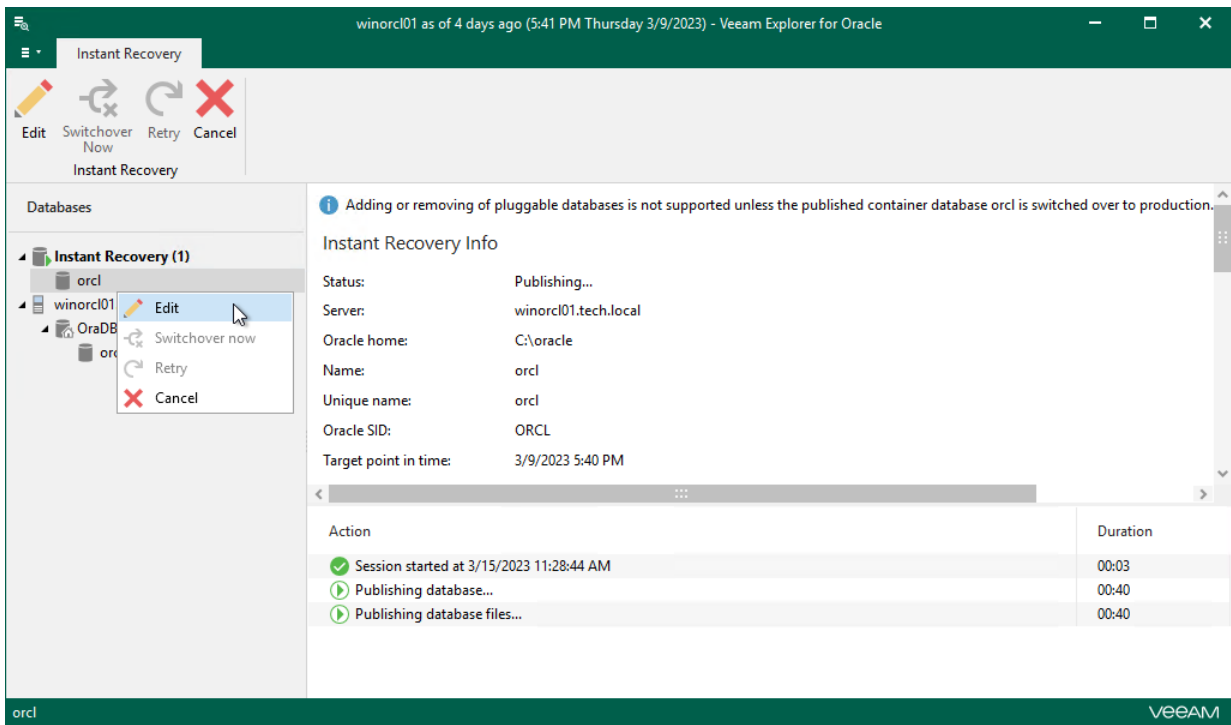 winorcl01 as of 4 days ago (5:41 PM Thursday 3/9/2023) - Veeam Explorer for Oracle
Instant Recovery
Edit
Switchover
Now
Retry
Cancel
Instant Recovery
Databases
Instant Recovery (1)
orcl
winorcl01
OraDB
Edit
Switchover now
Retry
Cancel
Adding or removing of pluggable databases is not supported unless the published container database orcl is switched over to production.
Instant Recovery Info
Status: Publishing...
Server: winorcl01.tech.local
Oracle home: C:\oracle
Name: orcl
Unique name: orcl
Oracle SID: ORCL
Target point in time: 3/9/2023 5:40 PM
Action Duration
Session started at 3/15/2023 11:28:44 AM 00:03
Publishing database... 00:40
Publishing database files... 00:40
orcl
veeAM